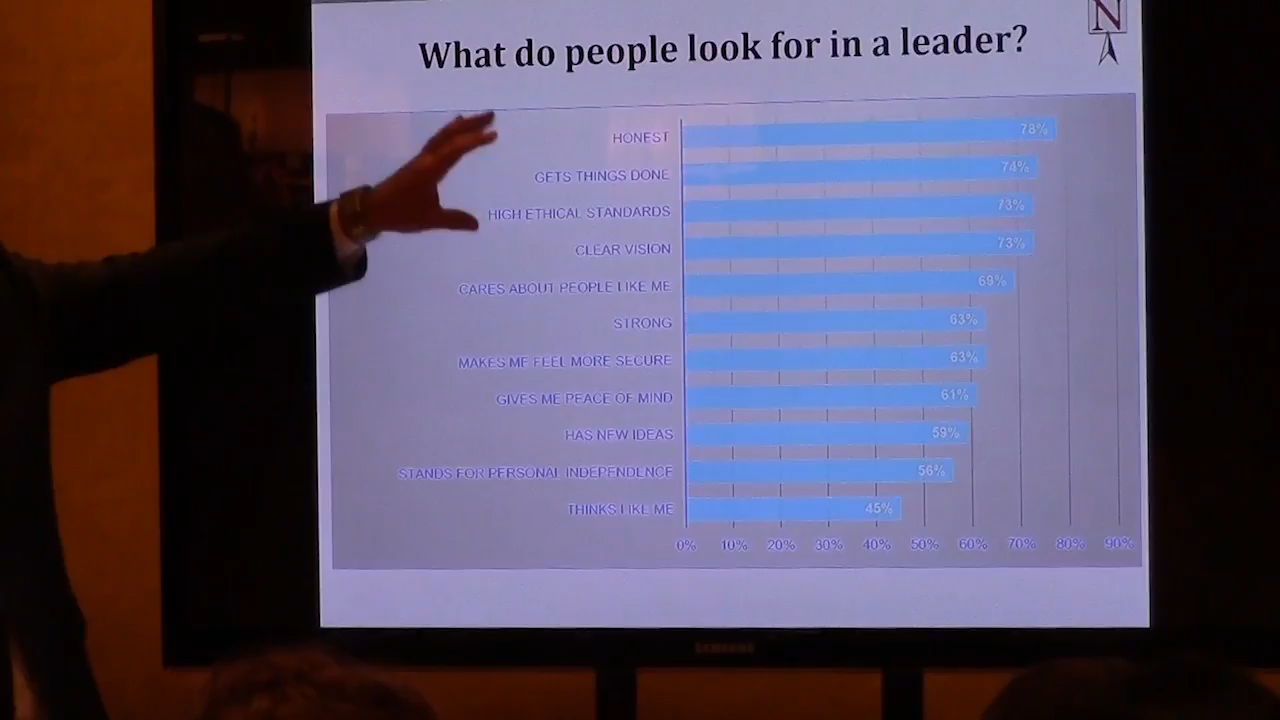 N
What do people look for in a leader?
HONEST 78%
GETS THINGS DONE 74%
HIGH ETHICAL STANDARDS 73%
CLEAR VISION 73%
CARES ABOUT PEOPLE LIKE ME 69%
STRONG 63%
MAKES ME FEEL MORE SECURE 63%
GIVES ME PEACE OF MIND 61%
HAS NEW IDEAS 59%
STANDS FOR PERSONAL INDEPENDENCE 56%
THINKS LIKE ME 45%
0% 10% 20% 30% 40% 50% 60% 70% 80% 90%
SAMSUNG